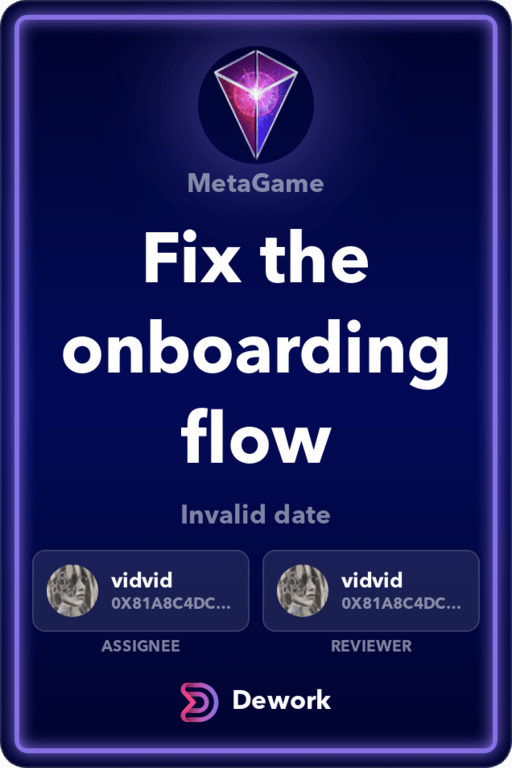 MetaGame
Fix the
onboarding
flow
Invalid date
vidvid
0X81A8C4DC...
ASSIGNEE
vidvid
0X81A8C4DC...
REVIEWER
Dework